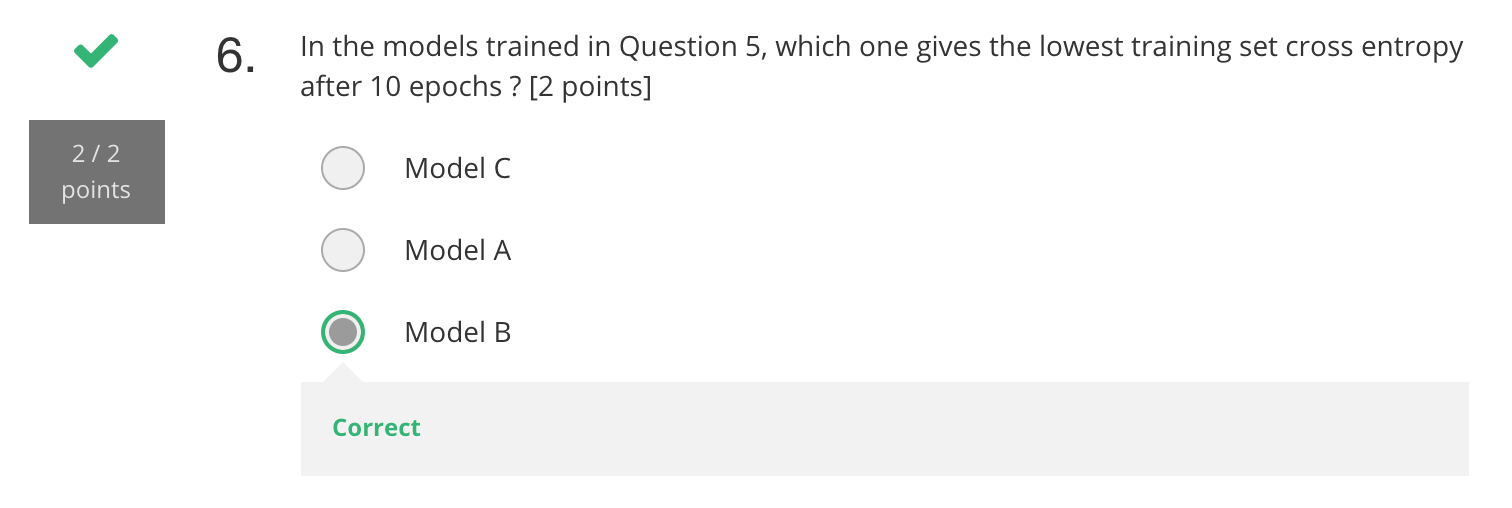 6.
In the models trained in Question 5, which one gives the lowest training set cross entropy
after 10 epochs ? [2 points]
2 / 2
points
Model C
Model A
Model B
Correct